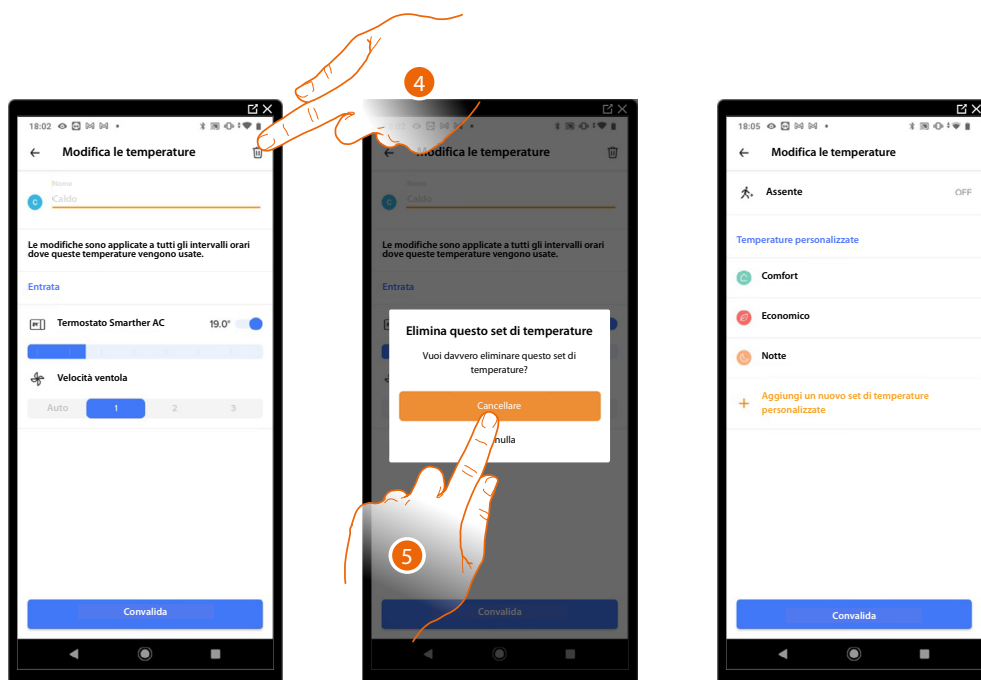 4
18:02
Modifica le temperature
Nome
Caldo
C
Le modifiche sono applicate a tutti gli intervalli orari
dove queste temperature vengono usate.
Entrata
Termostato Smarther AC
19.0°
Velocità ventola
Auto
1
2
3
Convalida
Modifica le temperature
Nome
Caldo
C
Le modifiche sono applicate a tutti gli intervalli orari
dove queste temperature vengono usate.
Entrata
Elimina questo set di temperature
Vuoi davvero eliminare questo set di
temperature?
Cancellare
nulla
5
Convalida
18:05
Modifica le temperature
Assente
OFF
Temperature personalizzate
Comfort
Economico
Notte
+ Aggiungi un nuovo set di temperature
personalizzate
Convalida